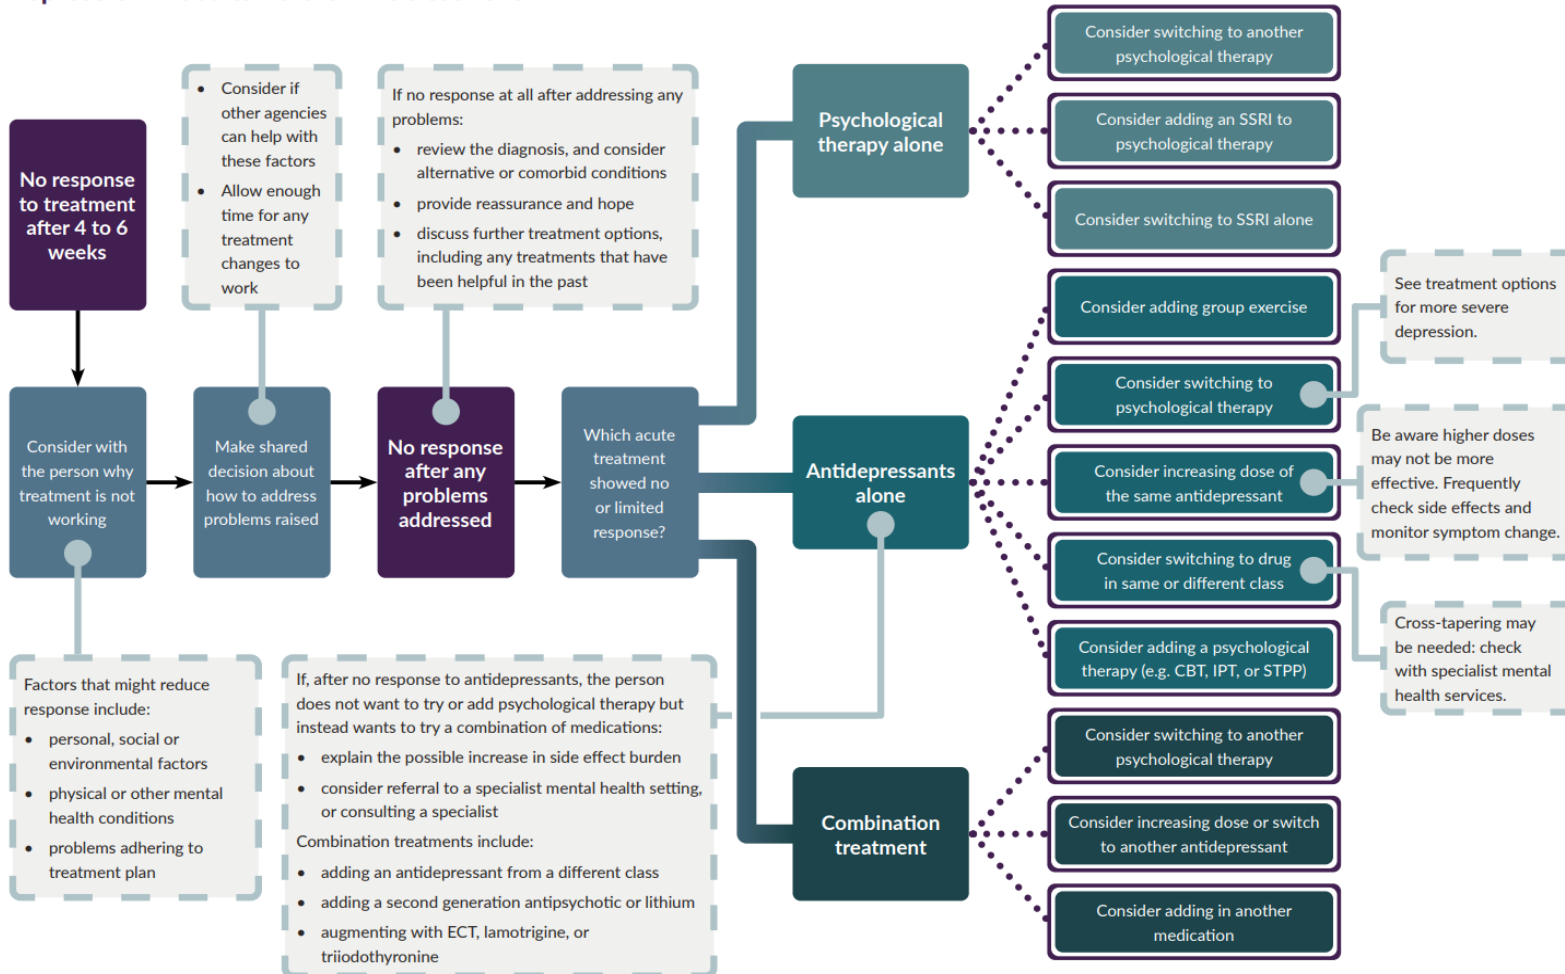 No response
to treatment
after 4 to 6
weeks
• Consider if
other agencies
can help with
these factors
• Allow enough
time for any
treatment
changes to
work
If no response at all after addressing any
problems:
• review the diagnosis, and consider
alternative or comorbid conditions
• provide reassurance and hope
• discuss further treatment options,
including any treatments that have
been helpful in the past
Consider with
the person why
treatment is not
working
Make shared
decision about
how to address
problems raised
No response
after any
problems
addressed
Which acute
treatment
showed no
or limited
response?
Factors that might reduce
response include:
• personal, social or
environmental factors
• physical or other mental
health conditions
• problems adhering to
treatment plan
If, after no response to antidepressants, the person
does not want to try or add psychological therapy but
instead wants to try a combination of medications:
• explain the possible increase in side effect burden
• consider referral to a specialist mental health setting,
or consulting a specialist
Combination treatments include:
• adding an antidepressant from a different class
• adding a second generation antipsychotic or lithium
• augmenting with ECT, lamotrigine, or
triiodothyronine
Psychological
therapy alone
Consider switching to another
psychological therapy
Consider adding an SSRI to
psychological therapy
Consider switching to SSRI alone
Antidepressants
alone
Consider adding group exercise
Consider switching to
psychological therapy
See treatment options
for more severe
depression.
Consider increasing dose of
the same antidepressant
Be aware higher doses
may not be more
effective. Frequently
check side effects and
monitor symptom change.
Consider switching to drug
in same or different class
Cross-tapering may
be needed: check
with specialist mental
health services.
Consider adding a psychological
therapy (e.g. CBT, IPT, or STPP)
Combination
treatment
Consider switching to another
psychological therapy
Consider increasing dose or switch
to another antidepressant
Consider adding in another
medication